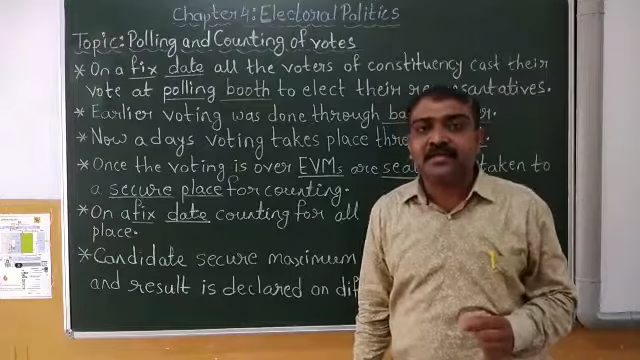 Chapter 4: Electoral Politics
Topic: Polling and Counting of votes
* On a fix date all the voters of constituency cast their
vote at polling booth to elect their representatives.
* Earlier voting was done through
* Now a days voting takes place
* Once the voting is over EVMs are taken to
a secure place for counting.
* On a fix date counting for all
place.
* Candidate secure maximum
and result is declared on